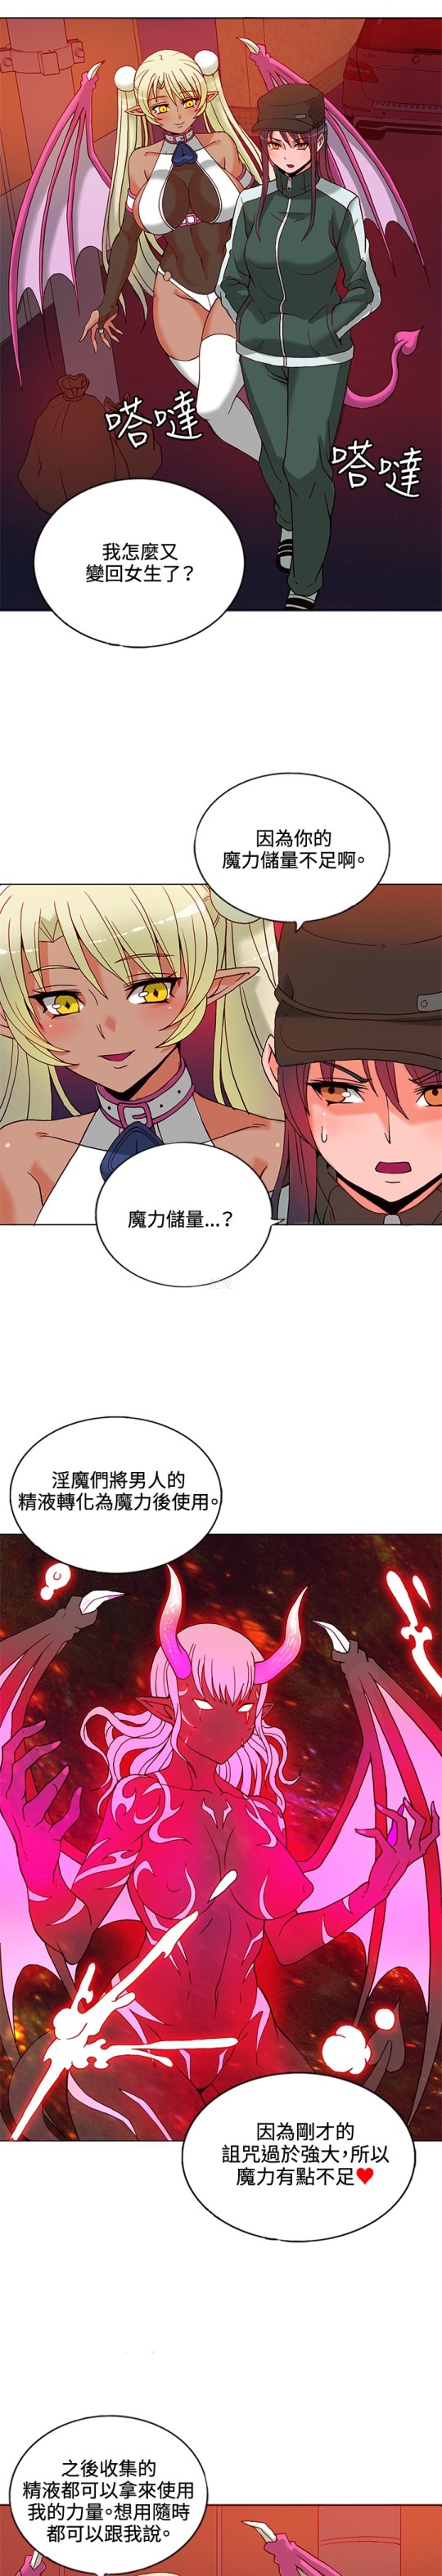 嗒噠
嗒噠
我怎麼又
變回女生了？
因為你的
魔力儲量不足啊。
魔力儲量...？
淫魔們將男人的
精液轉化為魔力後使用。
因為剛才的
詛咒過於強大，所以
魔力有點不足♥
之後收集的
精液都可以拿來使用
我的力量。想用隨時
都可以跟我說。